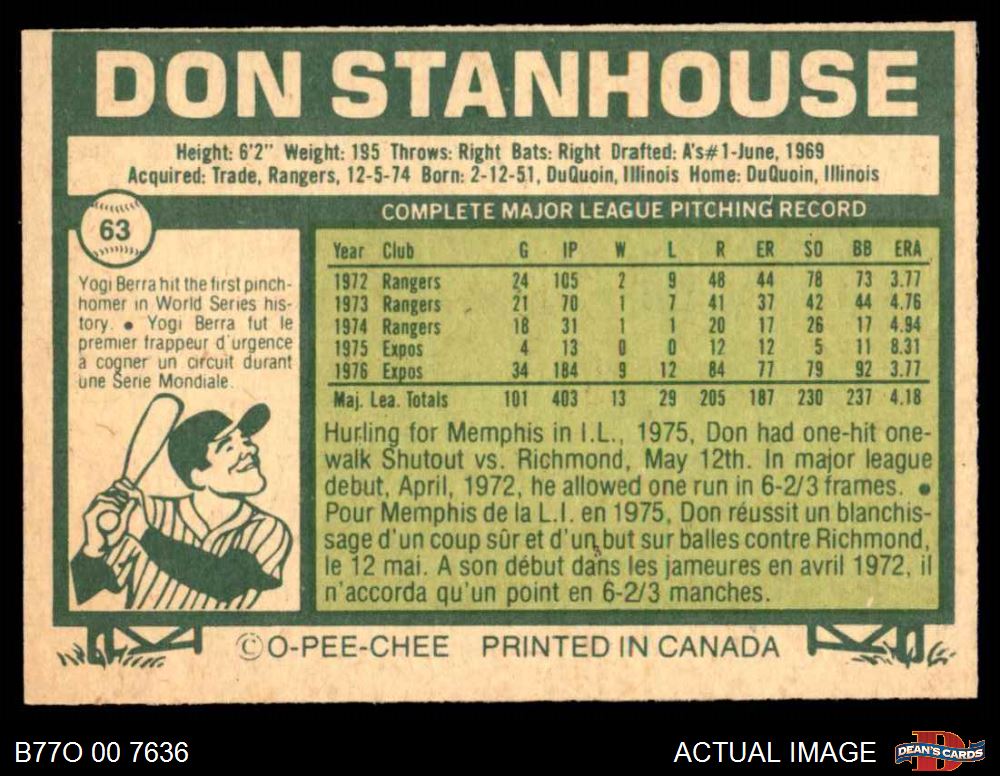 DON STANHOUSE
Height: 6'2" Weight: 195 Throws: Right Bats: Right Drafted: A's#1-June, 1969
Acquired: Trade, Rangers, 12-5-74 Born: 2-12-51, DuQuoin, Illinois Home: DuQuoin, Illinois
63
COMPLETE MAJOR LEAGUE PITCHING RECORD
Yogi Berra hit the first pinch-
homer in World Series his-
tory. • Yogi Berra fut le
premier frappeur d'urgence
à cogner un circuit durant
une Série Mondiale.
Year Club G IP W L R ER SO BB ERA
1972 Rangers 24 105 2 9 48 44 78 73 3.77
1973 Rangers 21 70 1 7 41 37 42 44 4.76
1974 Rangers 18 31 1 1 20 17 26 17 4.94
1975 Expos 4 13 0 0 12 12 5 11 8.31
1976 Expos 34 184 9 12 84 77 79 92 3.77
Maj. Lea. Totals 101 403 13 29 205 187 230 237 4.18
Hurling for Memphis in I.L., 1975, Don had one-hit one-
walk Shutout vs. Richmond, May 12th. In major league
debut, April, 1972, he allowed one run in 6-2/3 frames. •
Pour Memphis de la L.I. en 1975, Don réussit un blanchis-
sage d'un coup sûr et d'un but sur balles contre Richmond,
le 12 mai. A son début dans les jameures en avril 1972, il
n'accorda qu'un point en 6-2/3 manches.
© O-PEE-CHEE PRINTED IN CANADA
B77O 00 7636
ACTUAL IMAGE
DEAN'S CARDS